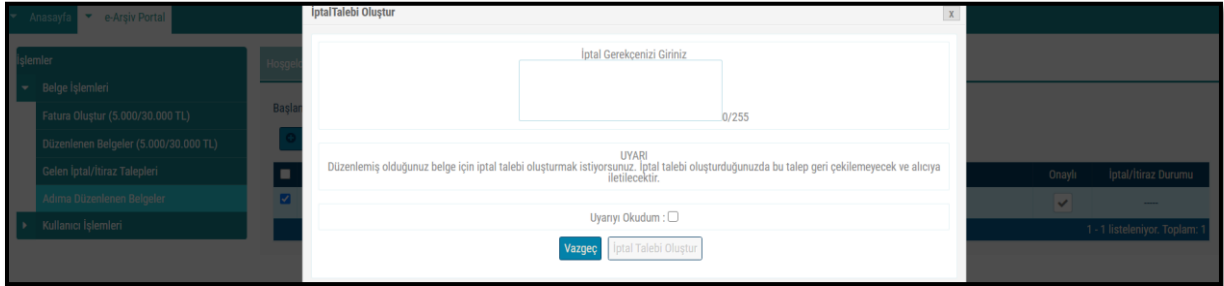 Anasayfa
e-Arşiv Portal
İptalTalebi Oluştur
x
İşlemler
Belge İşlemleri
Fatura Oluştur (5.000/30.000 TL)
Düzenlenen Belgeler (5.000/30.000 TL)
Gelen İptal/İtiraz Talepleri
Adıma Düzenlenen Belgeler
Kullanıcı İşlemleri
Hoşgeld
Başlan
İptal Gerekçenizi Giriniz
0/255
UYARI
Düzenlemiş olduğunuz belge için iptal talebi oluşturmak istiyorsunuz. İptal talebi oluşturduğunuzda bu talep geri çekilemeyecek ve alıcıya
iletilecektir.
Uyarıyı Okudum :
Vazgeç
İptal Talebi Oluştur
Onaylı
İptal/İtiraz Durumu
----
1 - 1 listeleniyor. Toplam: 1